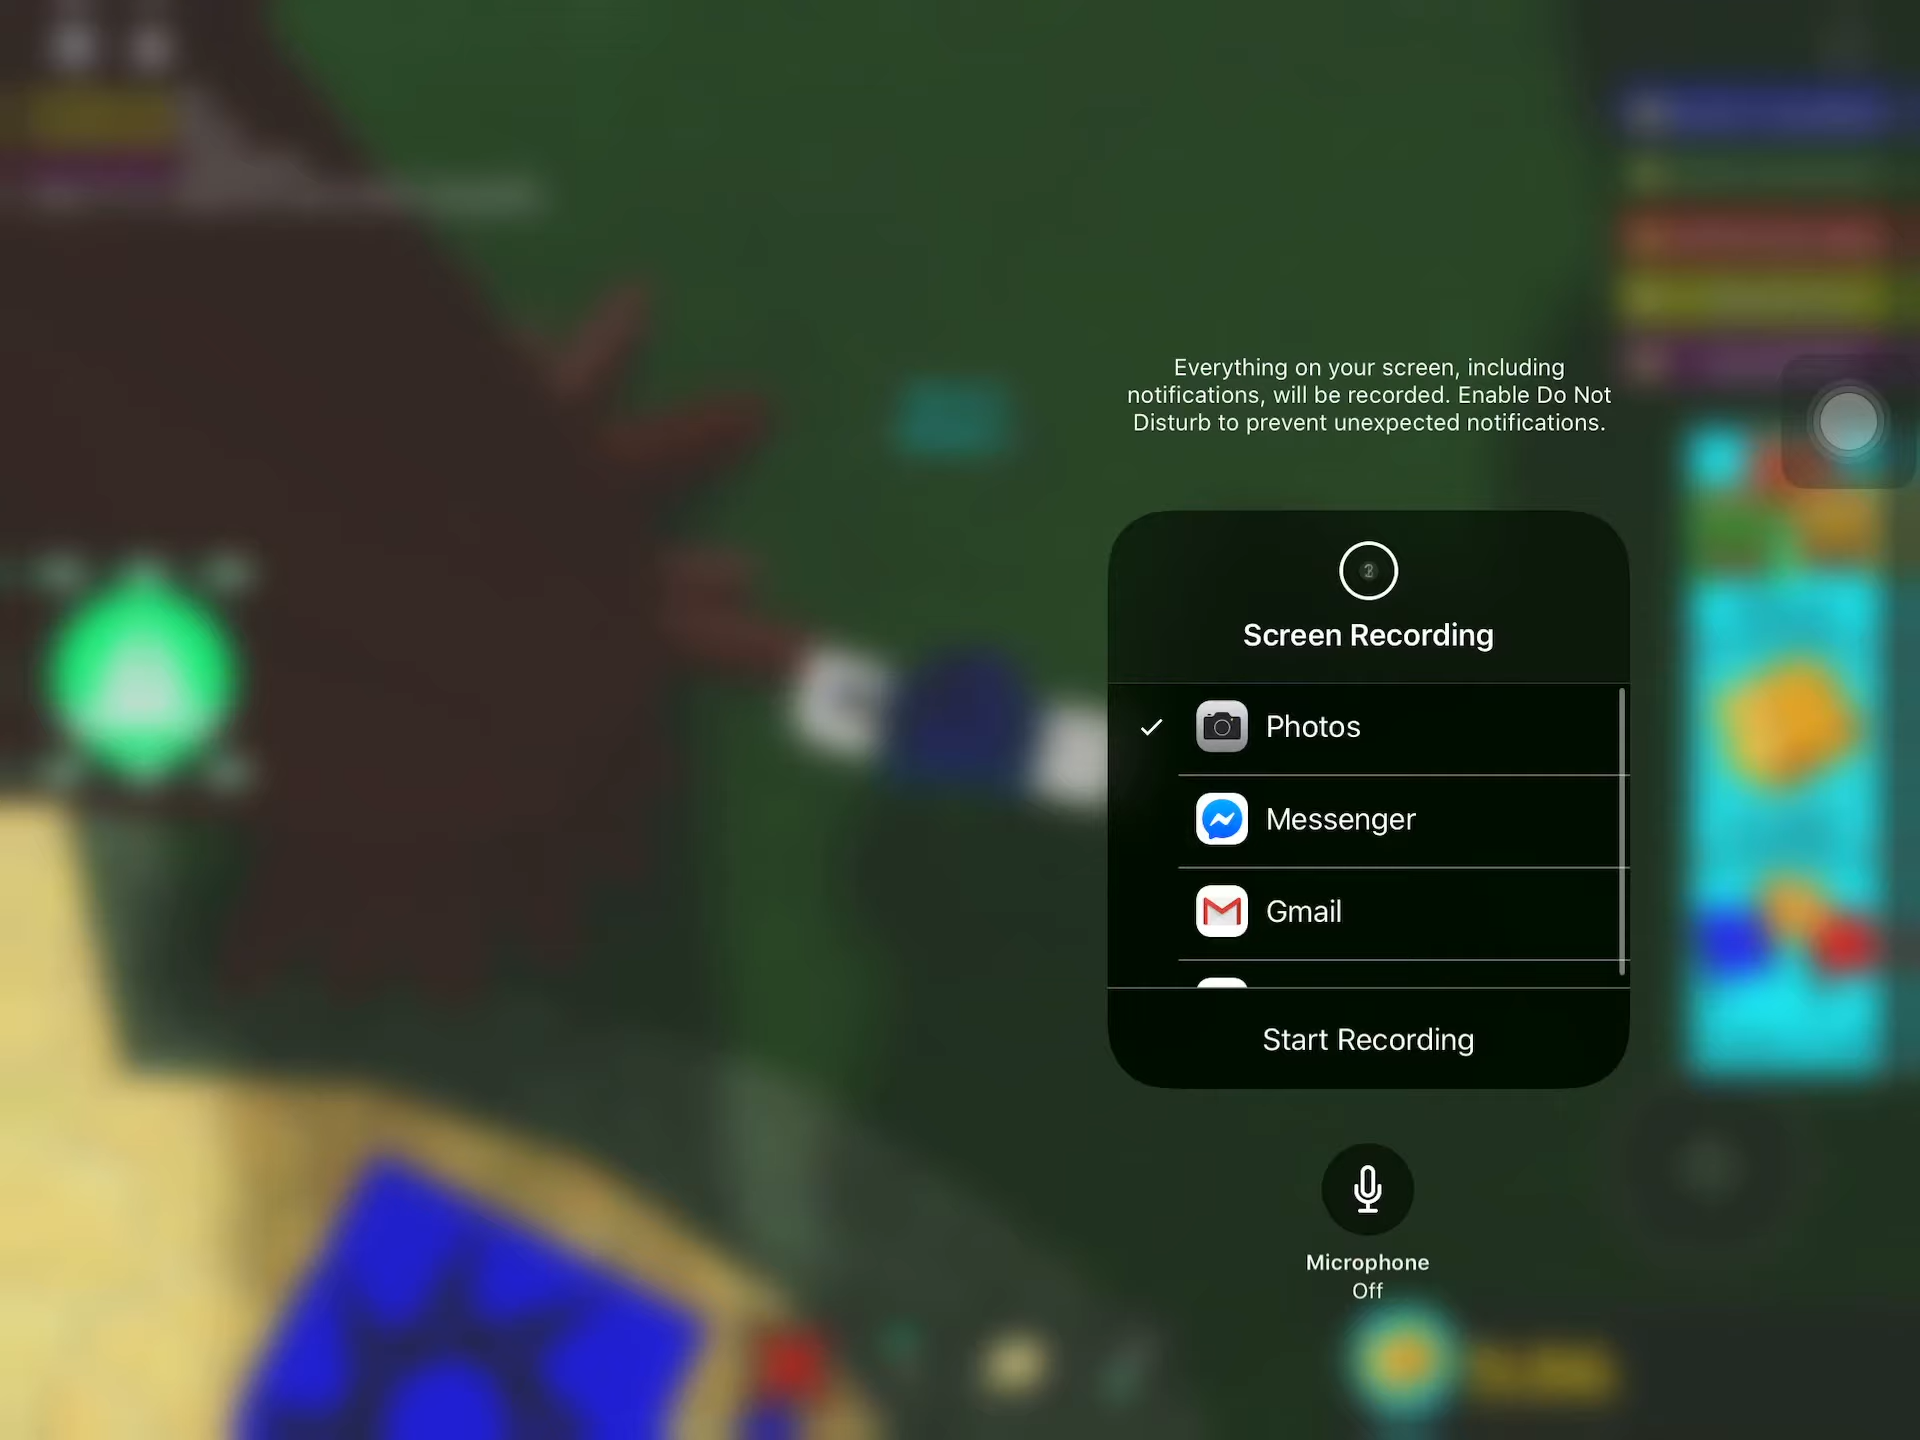 Everything on your screen, including
notifications, will be recorded. Enable Do Not
Disturb to prevent unexpected notifications.
Screen Recording
Photos
Messenger
Gmail
Start Recording
Microphone
Off